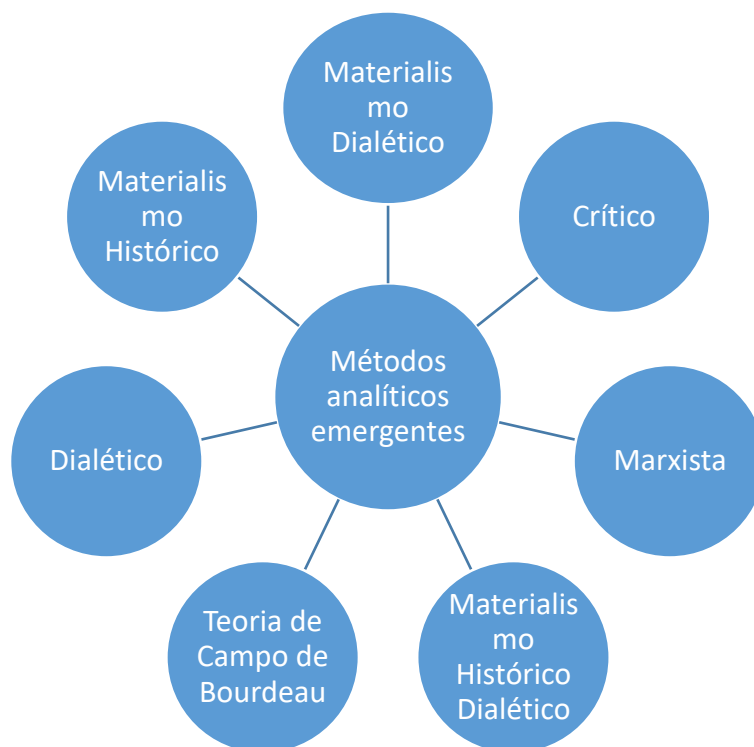 Materialis
mo
Dialético
Crítico
Marxista
Materialis
mo
Histórico
Dialético
Teoria de
Campo de
Bourdeau
Dialético
Materialis
mo
Histórico
Métodos
analíticos
emergentes